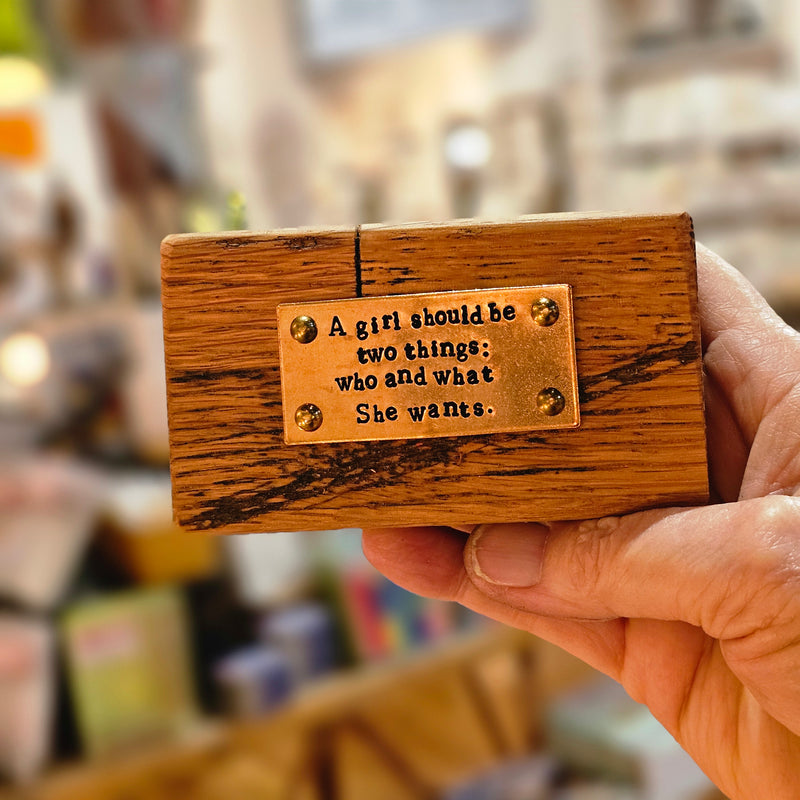 A girl should be
two things:
who and what
She wants.